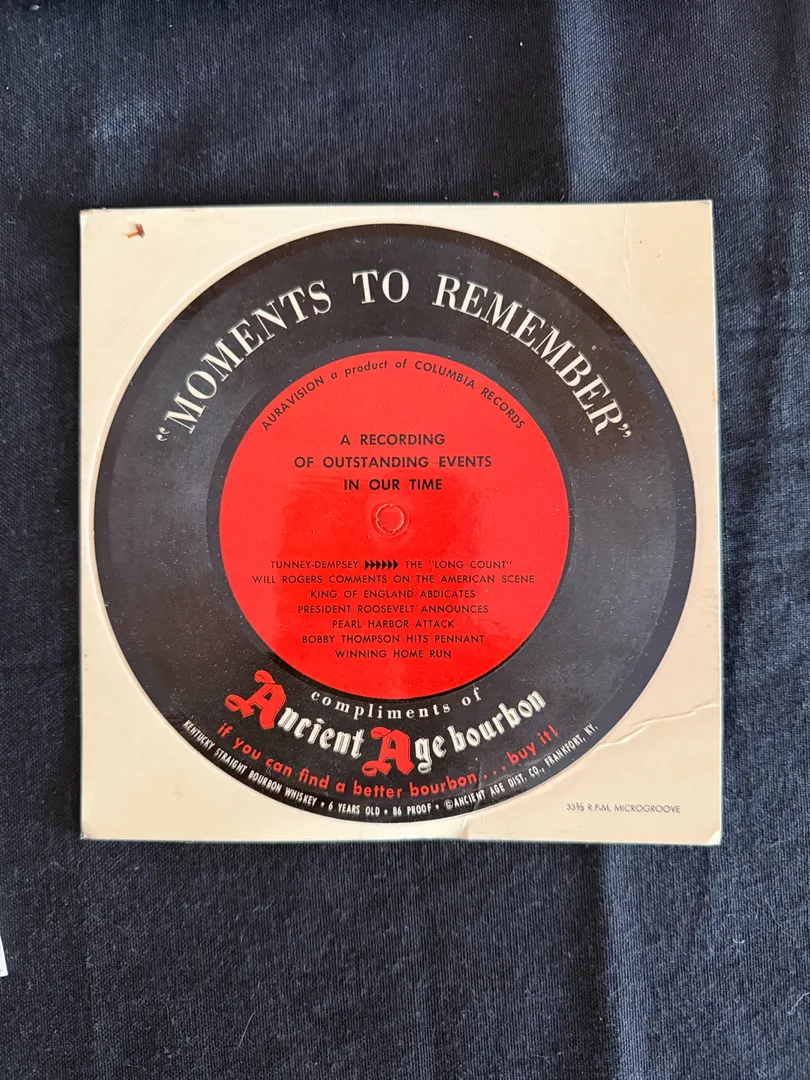 "MOMENTS TO REMEMBER"
AURAVISION a product of COLUMBIA RECORDS
A RECORDING
OF OUTSTANDING EVENTS
IN OUR TIME
TUNNEY-DEMPSEY THE "LONG COUNT"
WILL ROGERS COMMENTS ON THE AMERICAN SCENE
KING OF ENGLAND ABDICATES
PRESIDENT ROOSEVELT ANNOUNCES
PEARL HARBOR ATTACK
BOBBY THOMPSON HITS PENNANT
WINNING HOME RUN
compliments of
Ancient Age bourbon
if you can find a better bourbon...buy it!
KENTUCKY STRAIGHT BOURBON WHISKEY • 6 YEARS OLD • 86 PROOF • ©ANCIENT AGE DIST. CO., FRANKFORT, KY.
33⅓ R.P.M. MICROGROOVE